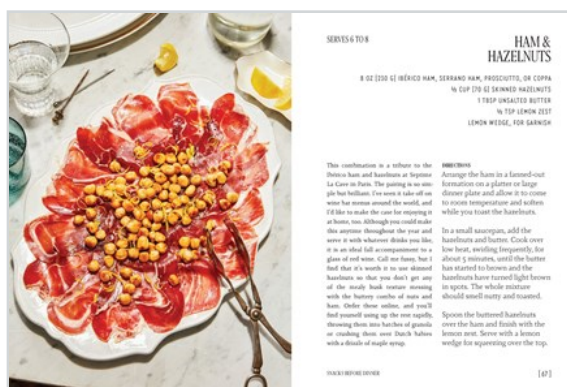 SERVES 6 TO 8
HAM &
HAZELNUTS
8 OZ [230 G] IBÉRICO HAM, SERRANO HAM, PROSCIUTTO, OR COPPA
CUP [70 G] SKINNED HAZELNUTS
1 TBSP UNSALTED BUTTER
½ TSP LEMON ZEST
LEMON WEDGE, FOR GARNISH
This combination is a tribute to the
ham and hazelnuts at Septime
La Cave in Paris. The pairing is so sim-
ple but brilliant. I've seen it take off on
wine bar menus around the world, and
I'd like to make the case for enjoying it
at home, too. Although you could make
this anytime throughout the year and
serve it with whatever drinks you like,
it is an ideal fall accompaniment to a
glass of red wine. Call me fussy, but I
find that it's worth it to use skinned
hazelnuts so that you don't get any
of the mealy husk texture messing
with the buttery combo of nuts and
ham. Order these online, and you'll
find yourself using up the rest rapidly,
throwing them into batches of granola
or crushing them over Dutch babies
with a drizzle of maple syrup.
DIRECTIONS
Arrange the ham in a fanned-out
formation on a platter or large
dinner plate and allow it to come
to room temperature and soften
while you toast the hazelnuts.
In a small saucepan, add the
hazelnuts and butter. Cook over
low heat, swirling frequently, for
about 5 minutes, until the butter
has started to brown and the
hazelnuts have turned light brown
in spots. The whole mixture
should smell nutty and toasted.
Spoon the buttered hazelnuts
over the ham and finish with the
lemon zest. Serve with a lemon
wedge for squeezing over the top.
SNACKS BEFORE DINNER
[67]